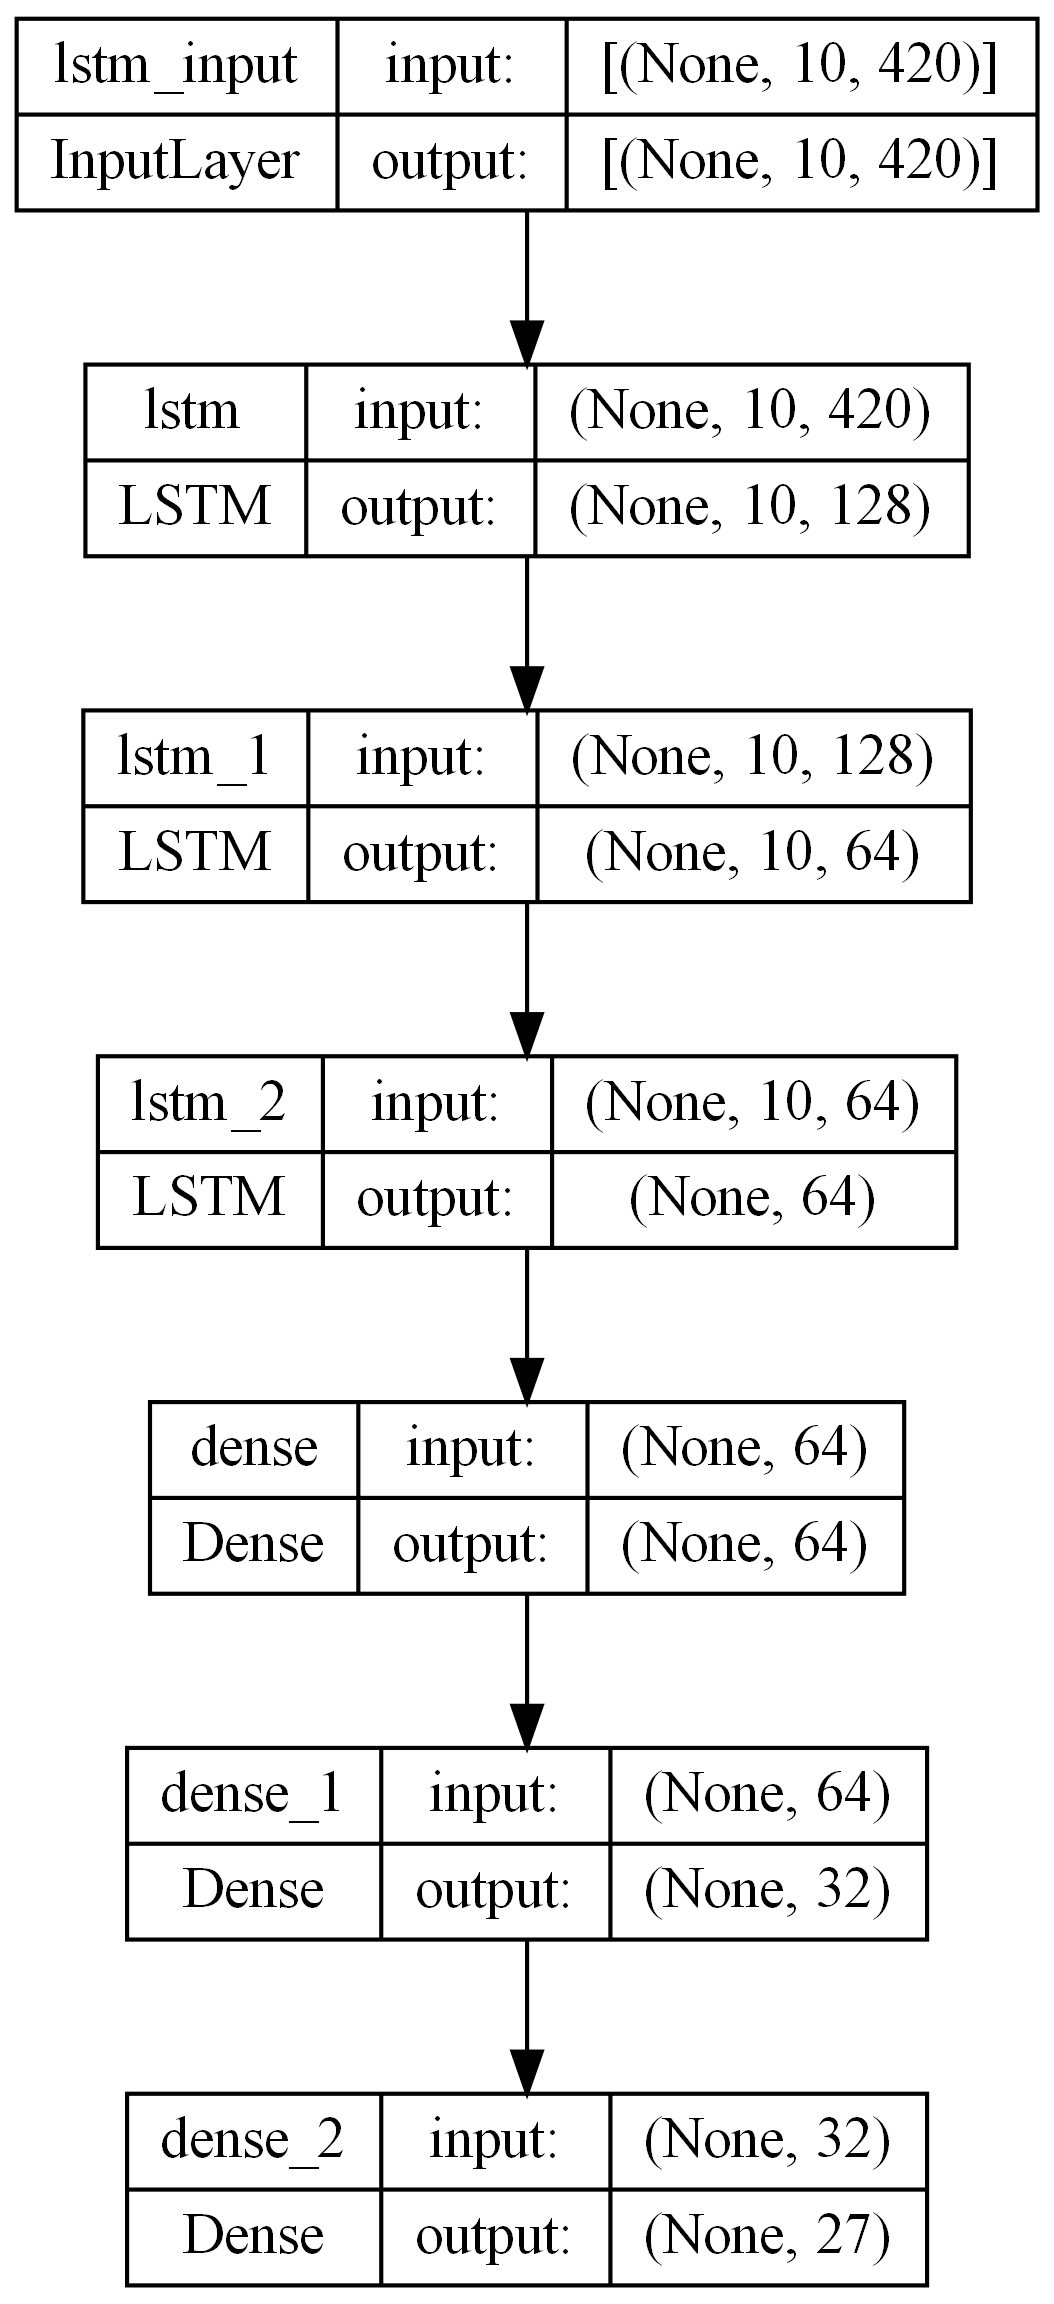 lstm_input input: [(None, 10, 420)]
InputLayer output: [(None, 10, 420)]
lstm input: (None, 10, 420)
LSTM output: (None, 10, 128)
lstm_1 input: (None, 10, 128)
LSTM output: (None, 10, 64)
lstm_2 input: (None, 10, 64)
LSTM output: (None, 64)
dense input: (None, 64)
Dense output: (None, 64)
dense_1 input: (None, 64)
Dense output: (None, 32)
dense_2 input: (None, 32)
Dense output: (None, 27)